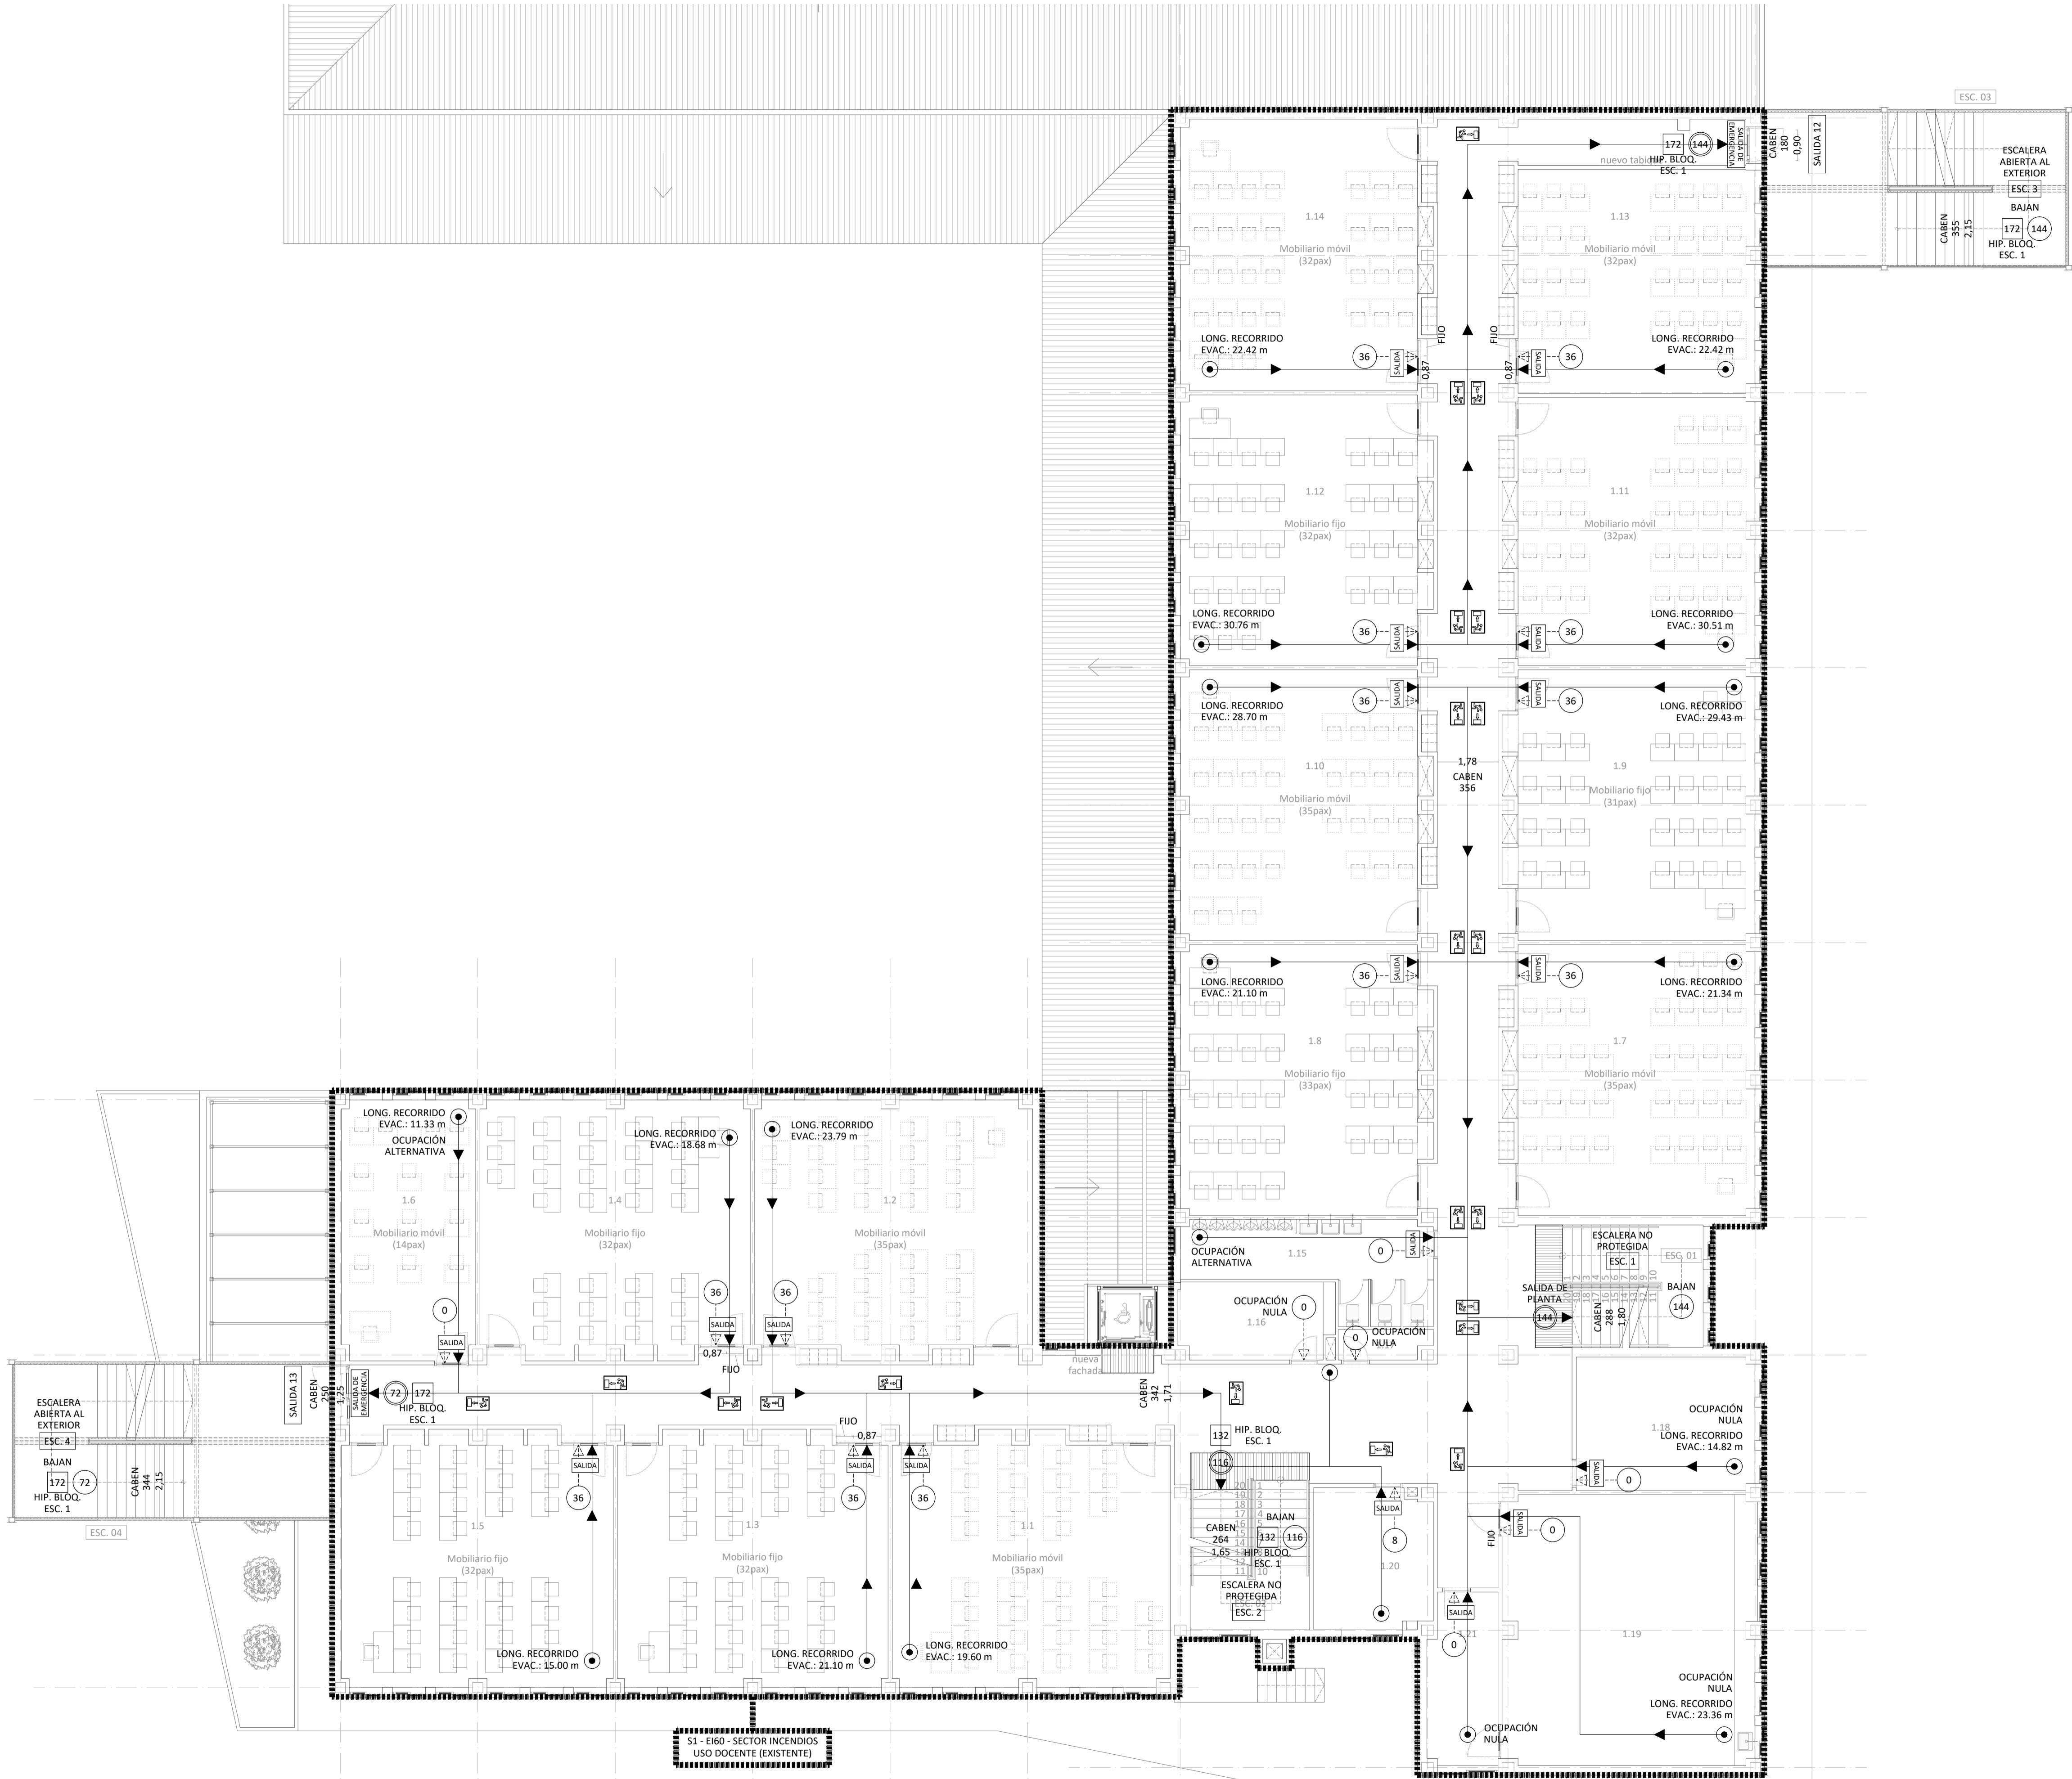 ESC. 03
SALIDA 12
CABEN
180
0,90
SALIDA DE
EMERGENCIA
172
144
HIP. BLOQ.
ESC. 1
ESCALERA
ABIERTA AL
EXTERIOR
ESC. 3
BAJAN
172
144
HIP. BLOQ.
ESC. 1
CABEN
355
2,15
1.14
Mobiliario móvil
(32pax)
1.13
Mobiliario móvil
(32pax)
LONG. RECORRIDO
EVAC.: 22.42 m
36
SALIDA
0,87
FIJO
FIJO
0,87
SALIDA
36
LONG. RECORRIDO
EVAC.: 22.42 m
1.12
Mobiliario fijo
(32pax)
1.11
Mobiliario móvil
(32pax)
LONG. RECORRIDO
EVAC.: 30.76 m
36
SALIDA
SALIDA
36
LONG. RECORRIDO
EVAC.: 30.51 m
LONG. RECORRIDO
EVAC.: 28.70 m
36
SALIDA
SALIDA
36
LONG. RECORRIDO
EVAC.: 29.43 m
1.10
Mobiliario móvil
(35pax)
1,78
CABEN
356
1.9
Mobiliario fijo
(31pax)
LONG. RECORRIDO
EVAC.: 21.10 m
36
SALIDA
SALIDA
36
LONG. RECORRIDO
EVAC.: 21.34 m
1.8
Mobiliario fijo
(33pax)
1.7
Mobiliario móvil
(35pax)
LONG. RECORRIDO
EVAC.: 11.33 m
OCUPACIÓN
ALTERNATIVA
LONG. RECORRIDO
EVAC.: 18.68 m
LONG. RECORRIDO
EVAC.: 23.79 m
1.6
Mobiliario móvil
(14pax)
1.4
Mobiliario fijo
(32pax)
1.2
Mobiliario móvil
(35pax)
0
SALIDA
36
SALIDA
36
SALIDA
0,87
FIJO
OCUPACIÓN
ALTERNATIVA
1.15
0
SALIDA
OCUPACIÓN
NULA
1.16
0
0
OCUPACIÓN
NULA
nueva
fachada
ESCALERA NO
PROTEGIDA
ESC. 1
ESC. 01
SALIDA DE
PLANTA
144
CABEN
288
1,80
BAJAN
144
SALIDA 13
CABEN
250
1,25
SALIDA DE
EMERGENCIA
72
172
HIP. BLOQ.
ESC. 1
CABEN
342
1,71
ESCALERA
ABIERTA AL
EXTERIOR
ESC. 4
BAJAN
172
72
HIP. BLOQ.
ESC. 1
CABEN
344
2,15
ESC. 04
FIJO
0,87
SALIDA
36
SALIDA
36
SALIDA
36
1.5
Mobiliario fijo
(32pax)
1.3
Mobiliario fijo
(32pax)
1.1
Mobiliario móvil
(35pax)
LONG. RECORRIDO
EVAC.: 15.00 m
LONG. RECORRIDO
EVAC.: 21.10 m
LONG. RECORRIDO
EVAC.: 19.60 m
132
HIP. BLOQ.
ESC. 1
116
CABEN
264
1,65
BAJAN
132
116
HIP. BLOQ.
ESC. 1
ESCALERA NO
PROTEGIDA
ESC. 2
SALIDA
8
1.20
OCUPACIÓN
NULA
1.18
LONG. RECORRIDO
EVAC.: 14.82 m
SALIDA
0
FIJO
SALIDA
0
SALIDA
0
1.19
OCUPACIÓN
NULA
LONG. RECORRIDO
EVAC.: 23.36 m
OCUPACIÓN
NULA
S1 - EI60 - SECTOR INCENDIOS
USO DOCENTE (EXISTENTE)